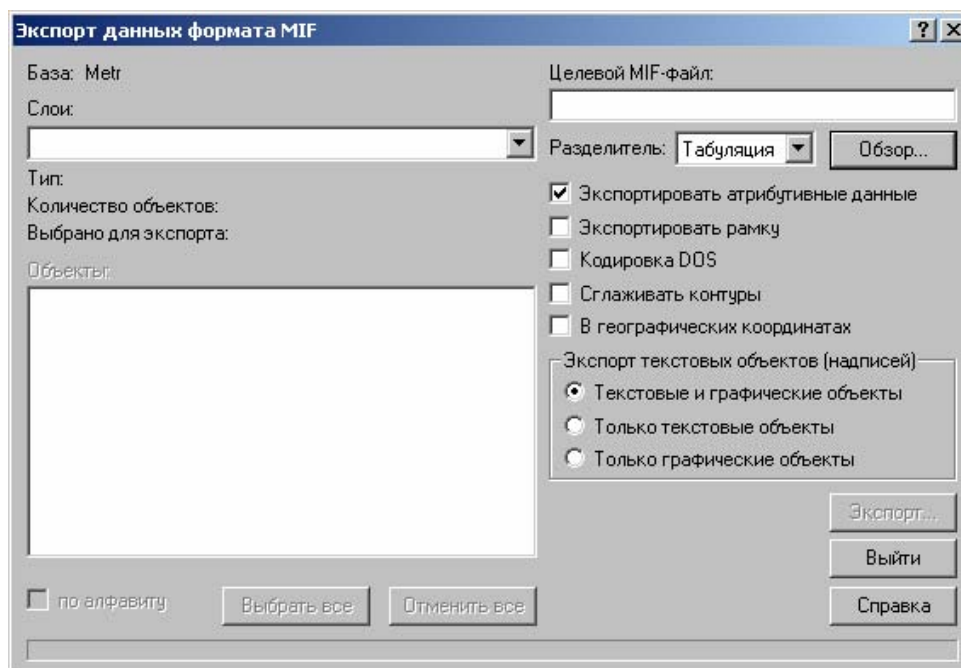 Экспорт данных формата MIF
База: Metr
Слои:
Тип:
Количество объектов:
Выбрано для экспорта:
Объекты:
по алфавиту
Выбрать все
Отменить все
Целевой MIF-файл:
Разделитель: Табуляция
Обзор...
Экспортировать атрибутивные данные
Экспортировать рамку
Кодировка DOS
Сглаживать контуры
В географических координатах
Экспорт текстовых объектов (надписей)
Текстовые и графические объекты
Только текстовые объекты
Только графические объекты
Экспорт...
Выйти
Справка